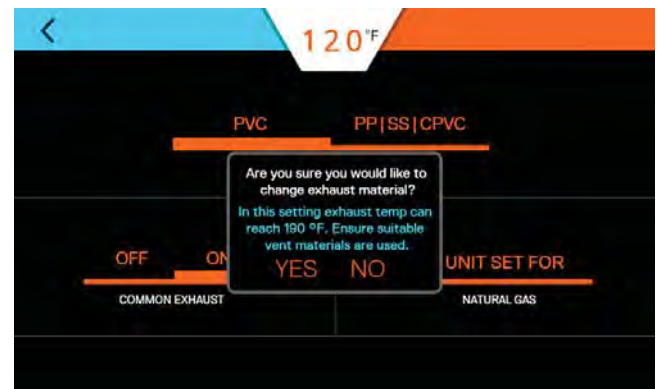 120°F
PVC PP|SS|CPVC
Are you sure you would like to
change exhaust material?
In this setting exhaust temp can
reach 190 ºF. Ensure suitable
vent materials are used.
YES NO
OFF ON UNIT SET FOR
COMMON EXHAUST NATURAL GAS